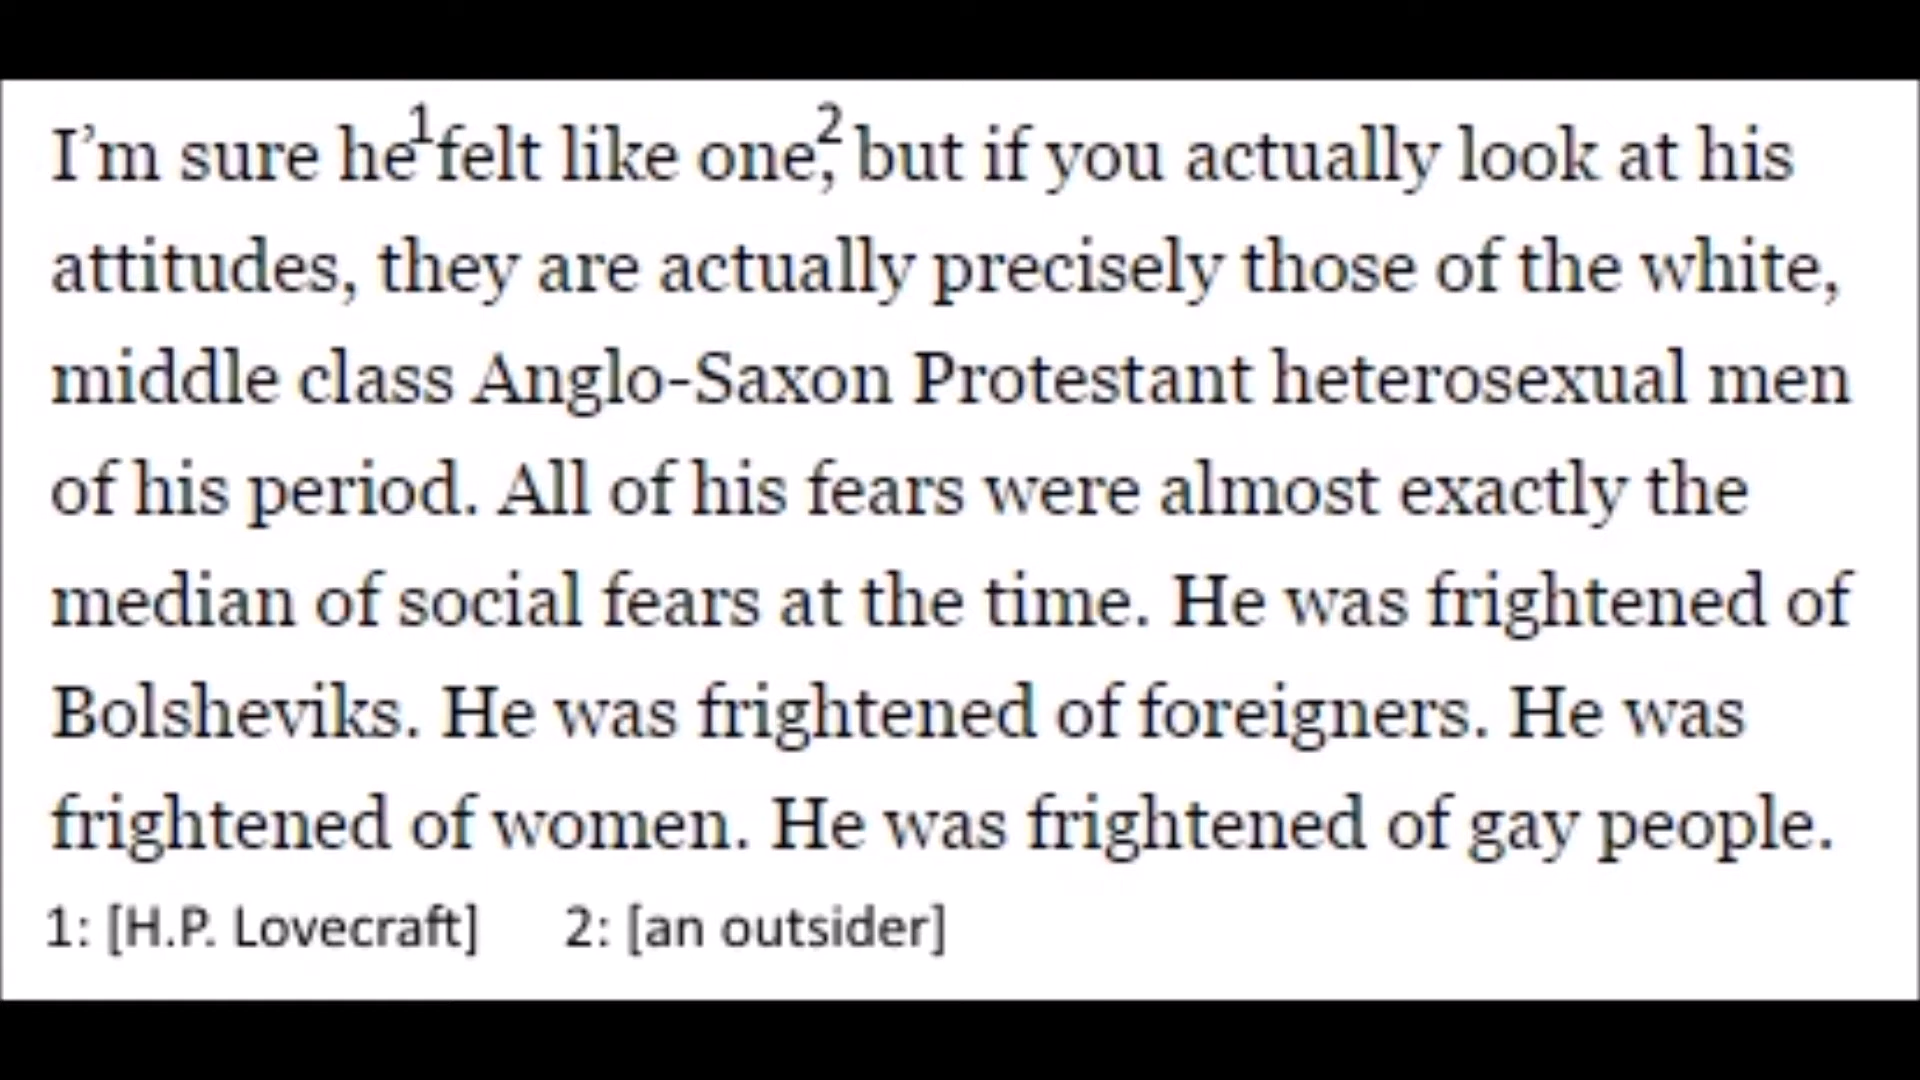 I’m sure he¹ felt like one,² but if you actually look at his
attitudes, they are actually precisely those of the white,
middle class Anglo-Saxon Protestant heterosexual men
of his period. All of his fears were almost exactly the
median of social fears at the time. He was frightened of
Bolsheviks. He was frightened of foreigners. He was
frightened of women. He was frightened of gay people.
1: [H.P. Lovecraft] 2: [an outsider]